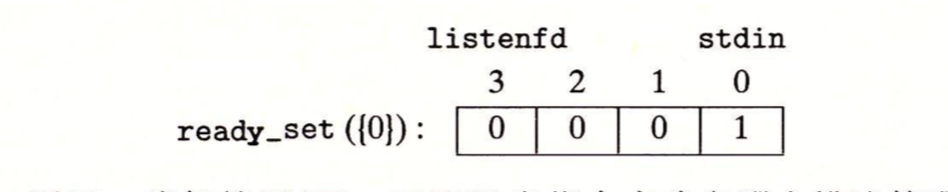 listenfd stdin
3 2 1 0
ready_set ({0}) : 0 0 0 1